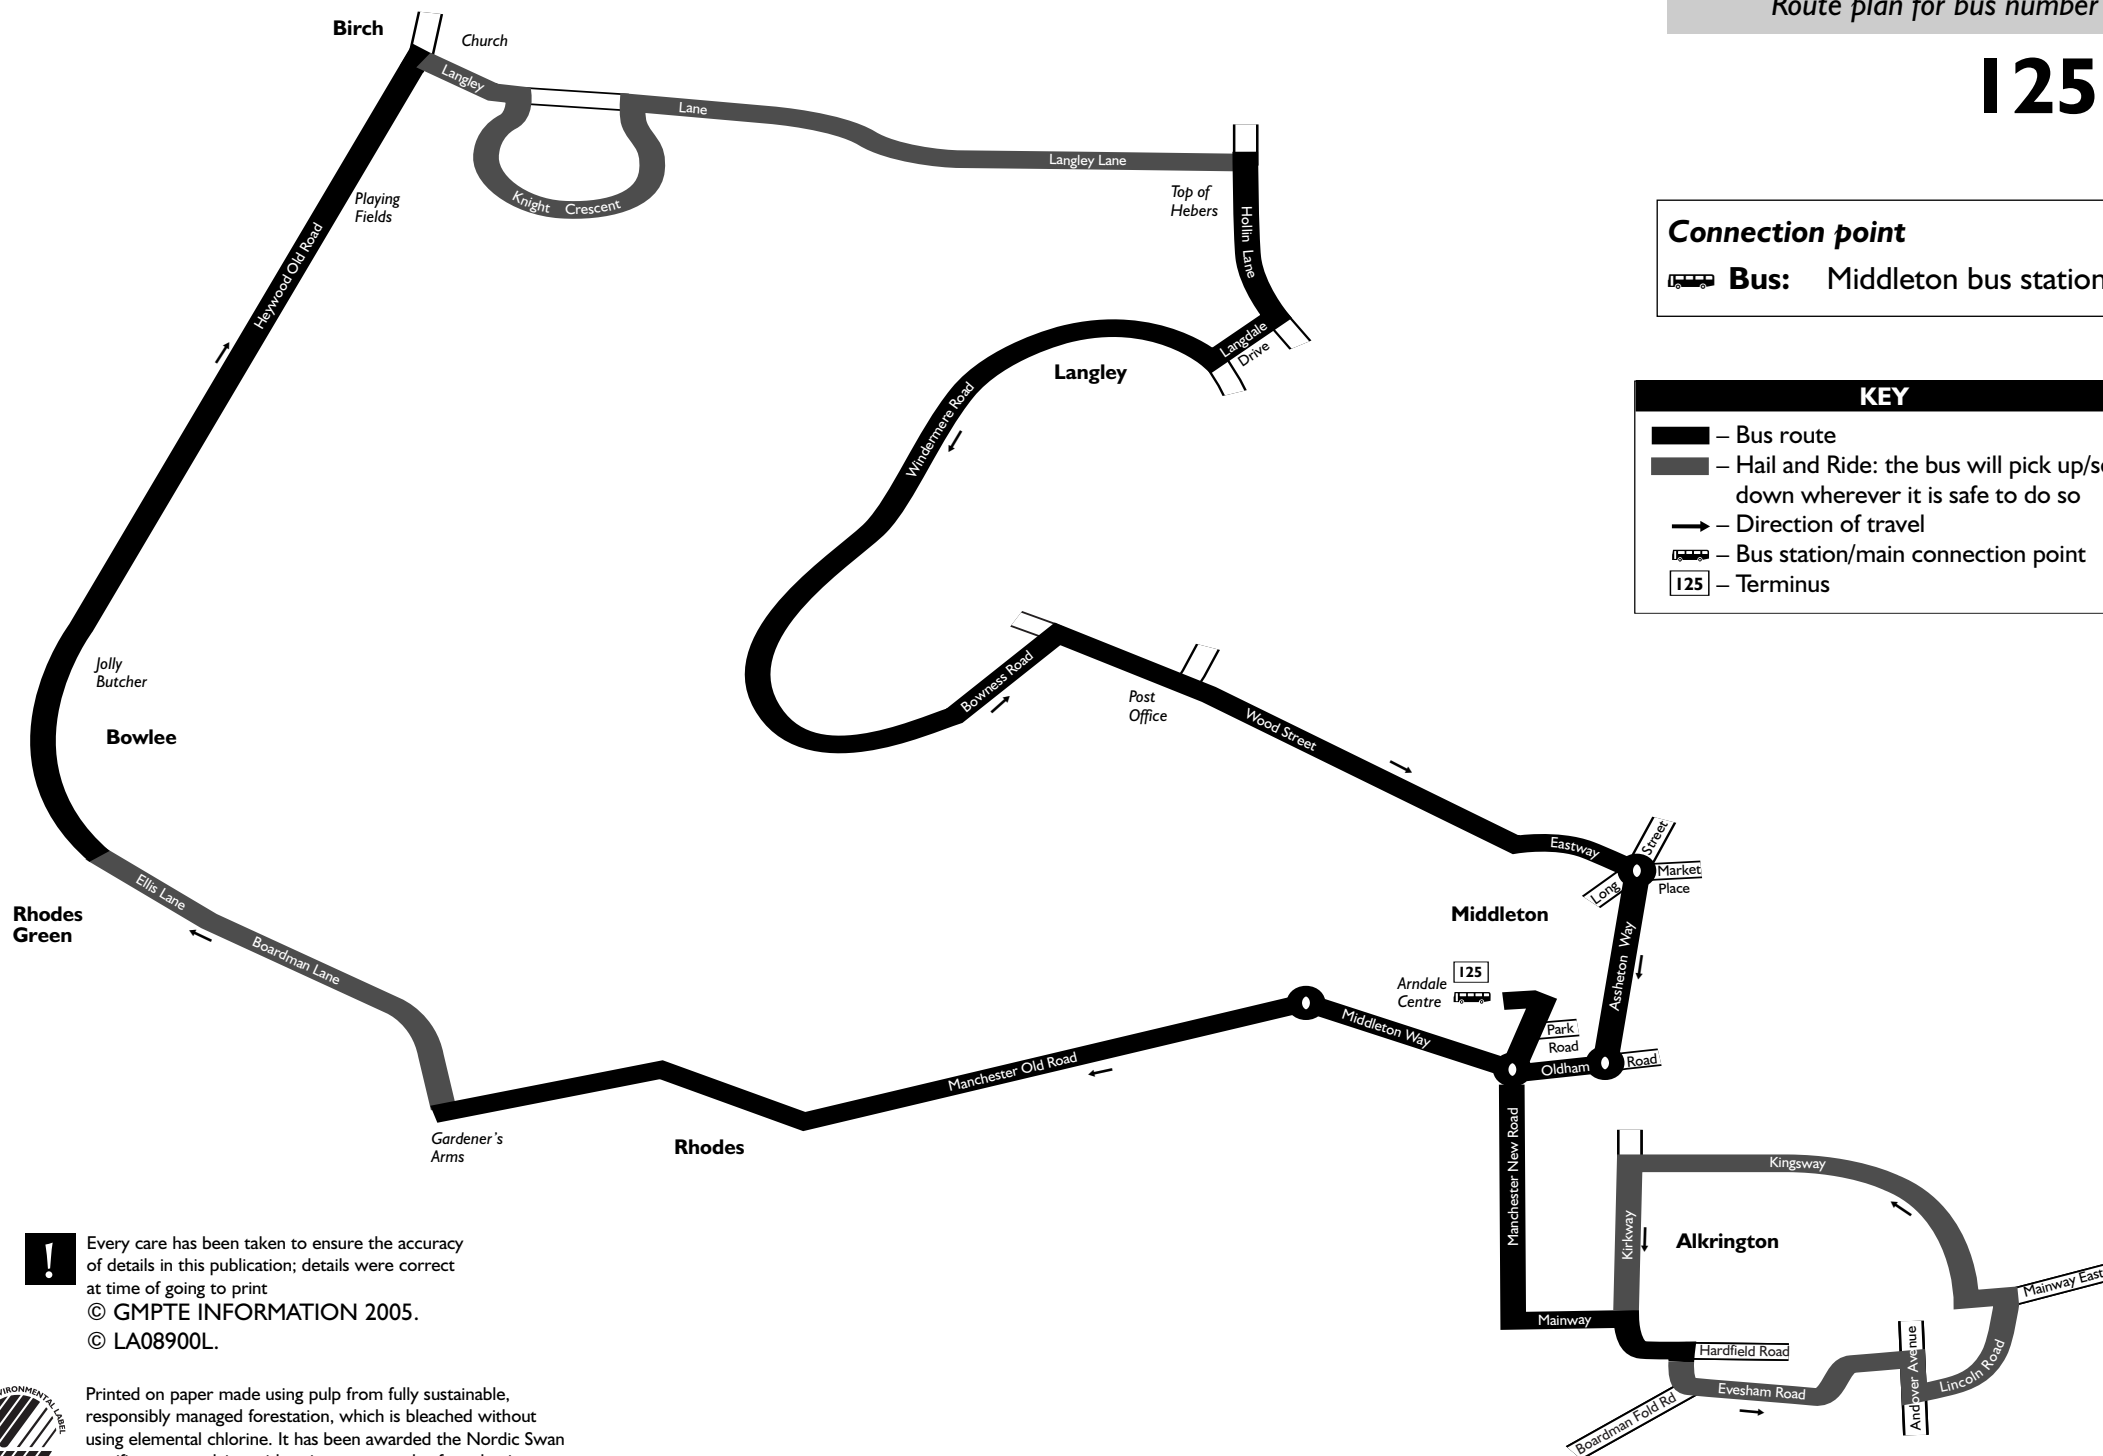 Route plan for bus number
125
Birch
Church
Langley
Lane
Langley Lane
Knight Crescent
Playing
Fields
Heywood Old Road
Top of
Hebers
Hollin Lane
Langdale
Drive
Langley
Windermere Road
Connection point
Bus: Middleton bus station
KEY
– Bus route
– Hail and Ride: the bus will pick up/
down wherever it is safe to do so
– Direction of travel
– Bus station/main connection point
125 – Terminus
Jolly
Butcher
Bowlee
Bowness Road
Post
Office
Wood Street
Eastway
Long
Street
Market
Place
Middleton
Assheton Way
Ellis Lane
Rhodes
Green
Boardman Lane
Arndale
Centre
125
Park
Road
Oldham
Road
Middleton Way
Manchester Old Road
Gardener's
Arms
Rhodes
Manchester New Road
Kingsway
Kirkway
Alkrington
Mainway East
Mainway
Hardfield Road
Andover Avenue
Lincoln Road
Evesham Road
Boardman Fold Rd
!
Every care has been taken to ensure the accuracy
of details in this publication; details were correct
at time of going to print
© GMPTE INFORMATION 2005.
© LA08900L.
Printed on paper made using pulp from fully sustainable,
responsibly managed forestation, which is bleached without
using elemental chlorine. It has been awarded the Nordic Swan
LABEL